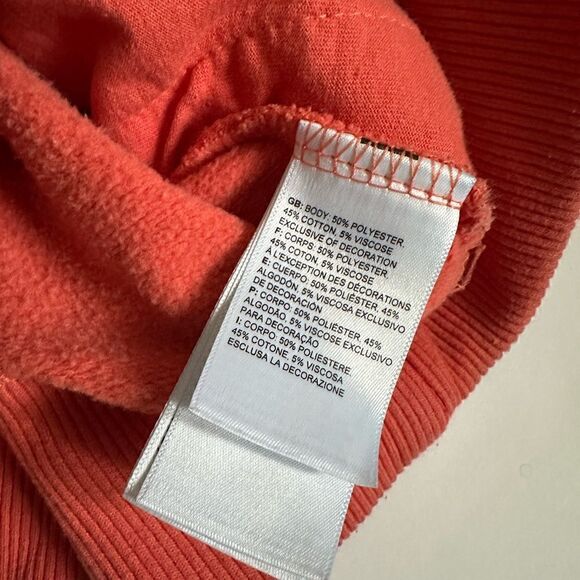 GB: BODY: 50% POLYESTER,
45% COTTON, 5% VISCOSE
EXCLUSIVE OF DECORATION
F: CORPS: 50% POLYESTER,
45% COTON, 5% VISCOSE
À L'EXCEPTION DES DÉCORATIONS
E: CUERPO 50% POLIÉSTER, 45%
ALGODÓN, 5% VISCOSA EXCLUSIVO
DE DECORACIÓN
P: CORPO: 50% POLIÉSTER, 45%
ALGODÃO, 5% VISCOSE EXCLUSIVO
PARA DECORAÇÃO
I: CORPO: 50% POLIESTERE,
45% COTONE, 5% VISCOSA
ESCLUSA LA DECORAZIONE